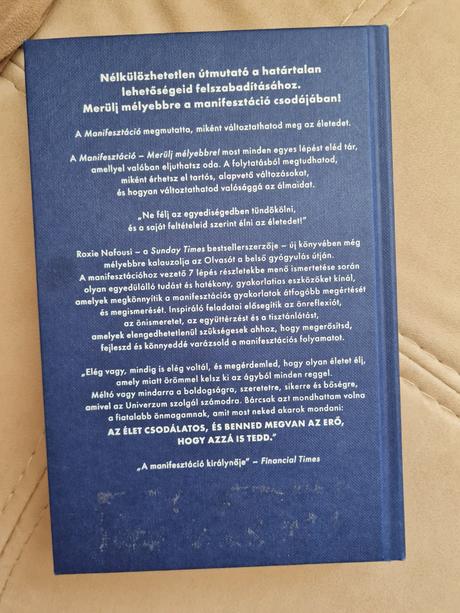 Nélkülözhetetlen útmutató a határtalan
lehetőségeid felszabadításához.
Merülj mélyebbre a manifesztáció csodájában!
A Manifesztáció megmutatta, miként változtathatod meg az életedet.
A Manifesztáció – Merülj mélyebbre! most minden egyes lépést eléd tár,
amellyel valóban eljuthatsz oda. A folytatásból megtudhatod,
miként érhetsz el tartós, alapvető változásokat,
és hogyan változtathatod valósággá az álmaidat.
„Ne félj az egyediségedben tündökölni,
és a saját feltételeid szerint élni az életedet!”
Roxie Nafousi – a Sunday Times bestsellerszerzője – új könyvében még
mélyebbre kalauzolja az Olvasót a belső gyógyulás útján.
A manifesztációhoz vezető 7 lépés részletekbe menő ismertetése során
olyan egyedülálló tudást és hatékony, gyakorlatias eszközöket kínál,
amelyek megkönnyítik a manifesztációs gyakorlatok átfogóbb megértését
és megismerését. Inspiráló feladatai elősegítik az önreflexiót,
az önismeretet, az együttérzést és a tisztánlátást,
amelyek elengedhetetlenül szükségesek ahhoz, hogy megerősítsd,
fejleszd és könnyeddé varázsold a manifesztációs folyamatot.
„Elég vagy, mindig is elég voltál, és megérdemled, hogy olyan életet élj,
amely miatt örömmel kelsz ki az ágyból minden reggel.
Méltó vagy mindarra a boldogságra, szeretetre, sikerre és bőségre,
amivel az Univerzum szolgál számodra. Bárcsak azt mondhattam volna
a fiatalabb önmagamnak, amit most neked akarok mondani:
AZ ÉLET CSODÁLATOS, ÉS BENNED MEGVAN AZ ERŐ,
HOGY AZZÁ IS TEDD.”
„A manifesztáció királynője” – Financial Times